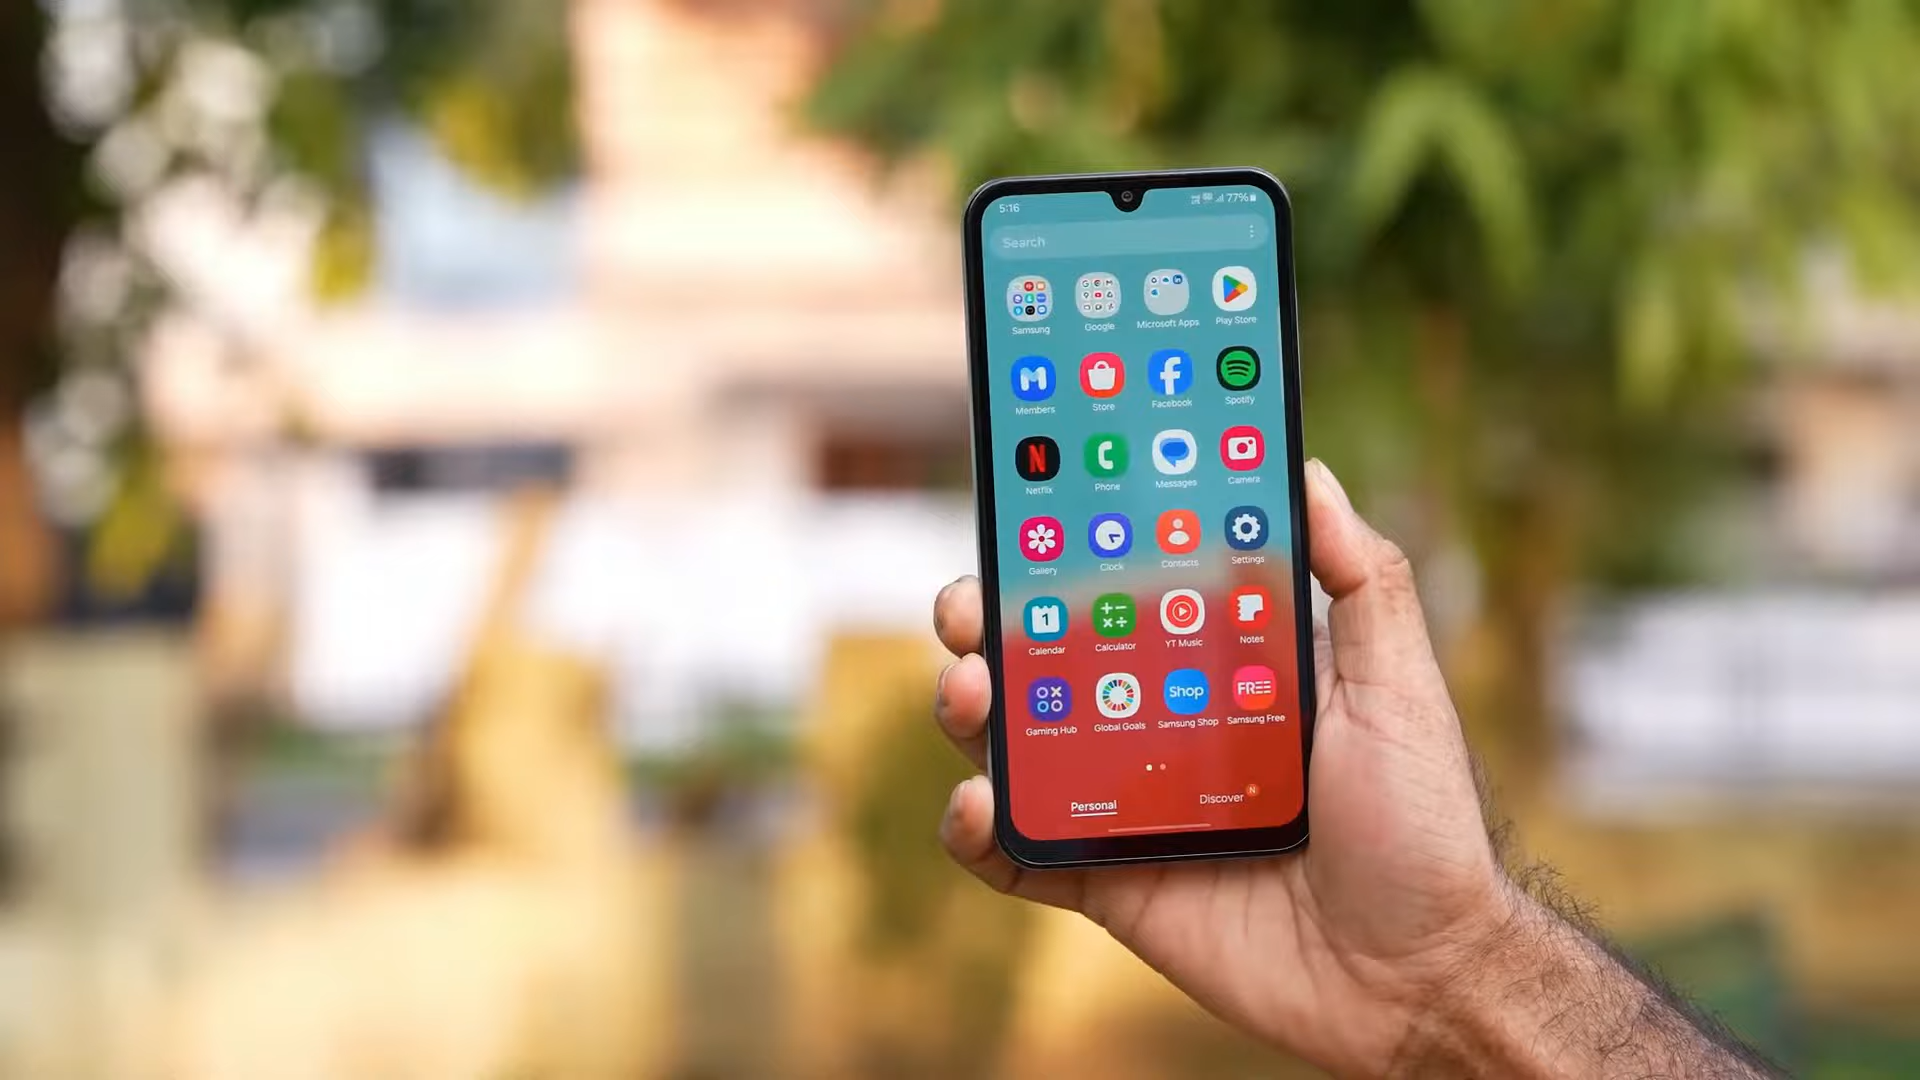 5:16 77%
Search
Samsung Google Microsoft Apps Play Store
Members Store Facebook Spotify
N
Netflix Phone Messages Camera
Gallery Clock Contacts Settings
1
Calendar Calculator YT Music Notes
Shop FREE
Gaming Hub Global Goals Samsung Shop Samsung Free
Personal Discover N